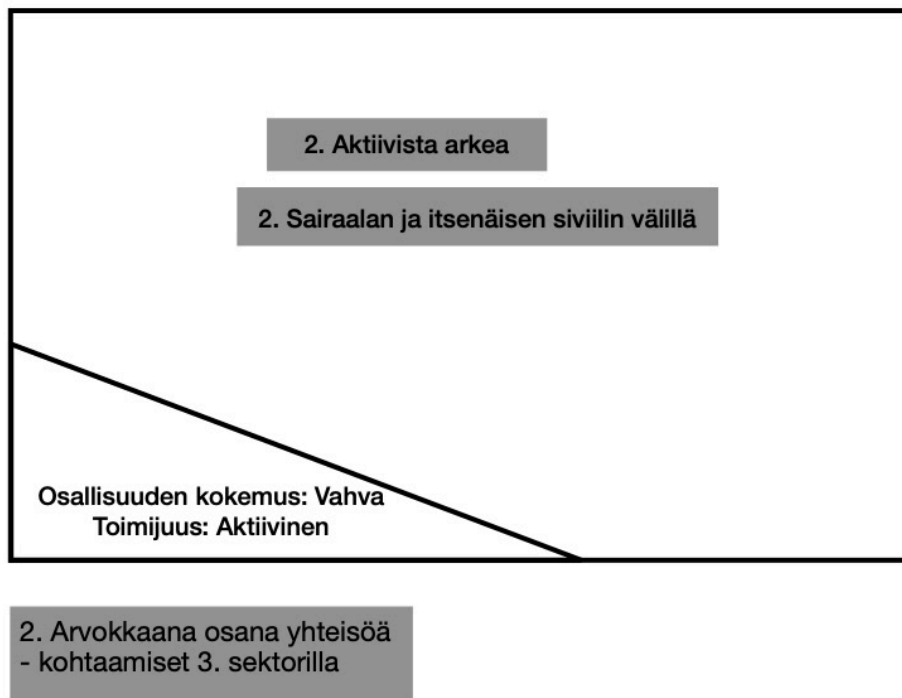 2. Aktiivista arkea
2. Sairaalan ja itsenäisen siviilin välillä
Osallisuuden kokemus: Vahva
Toimijuus: Aktiivinen
2. Arvokkaana osana yhteisöä
- kohtaamiset 3. sektorilla